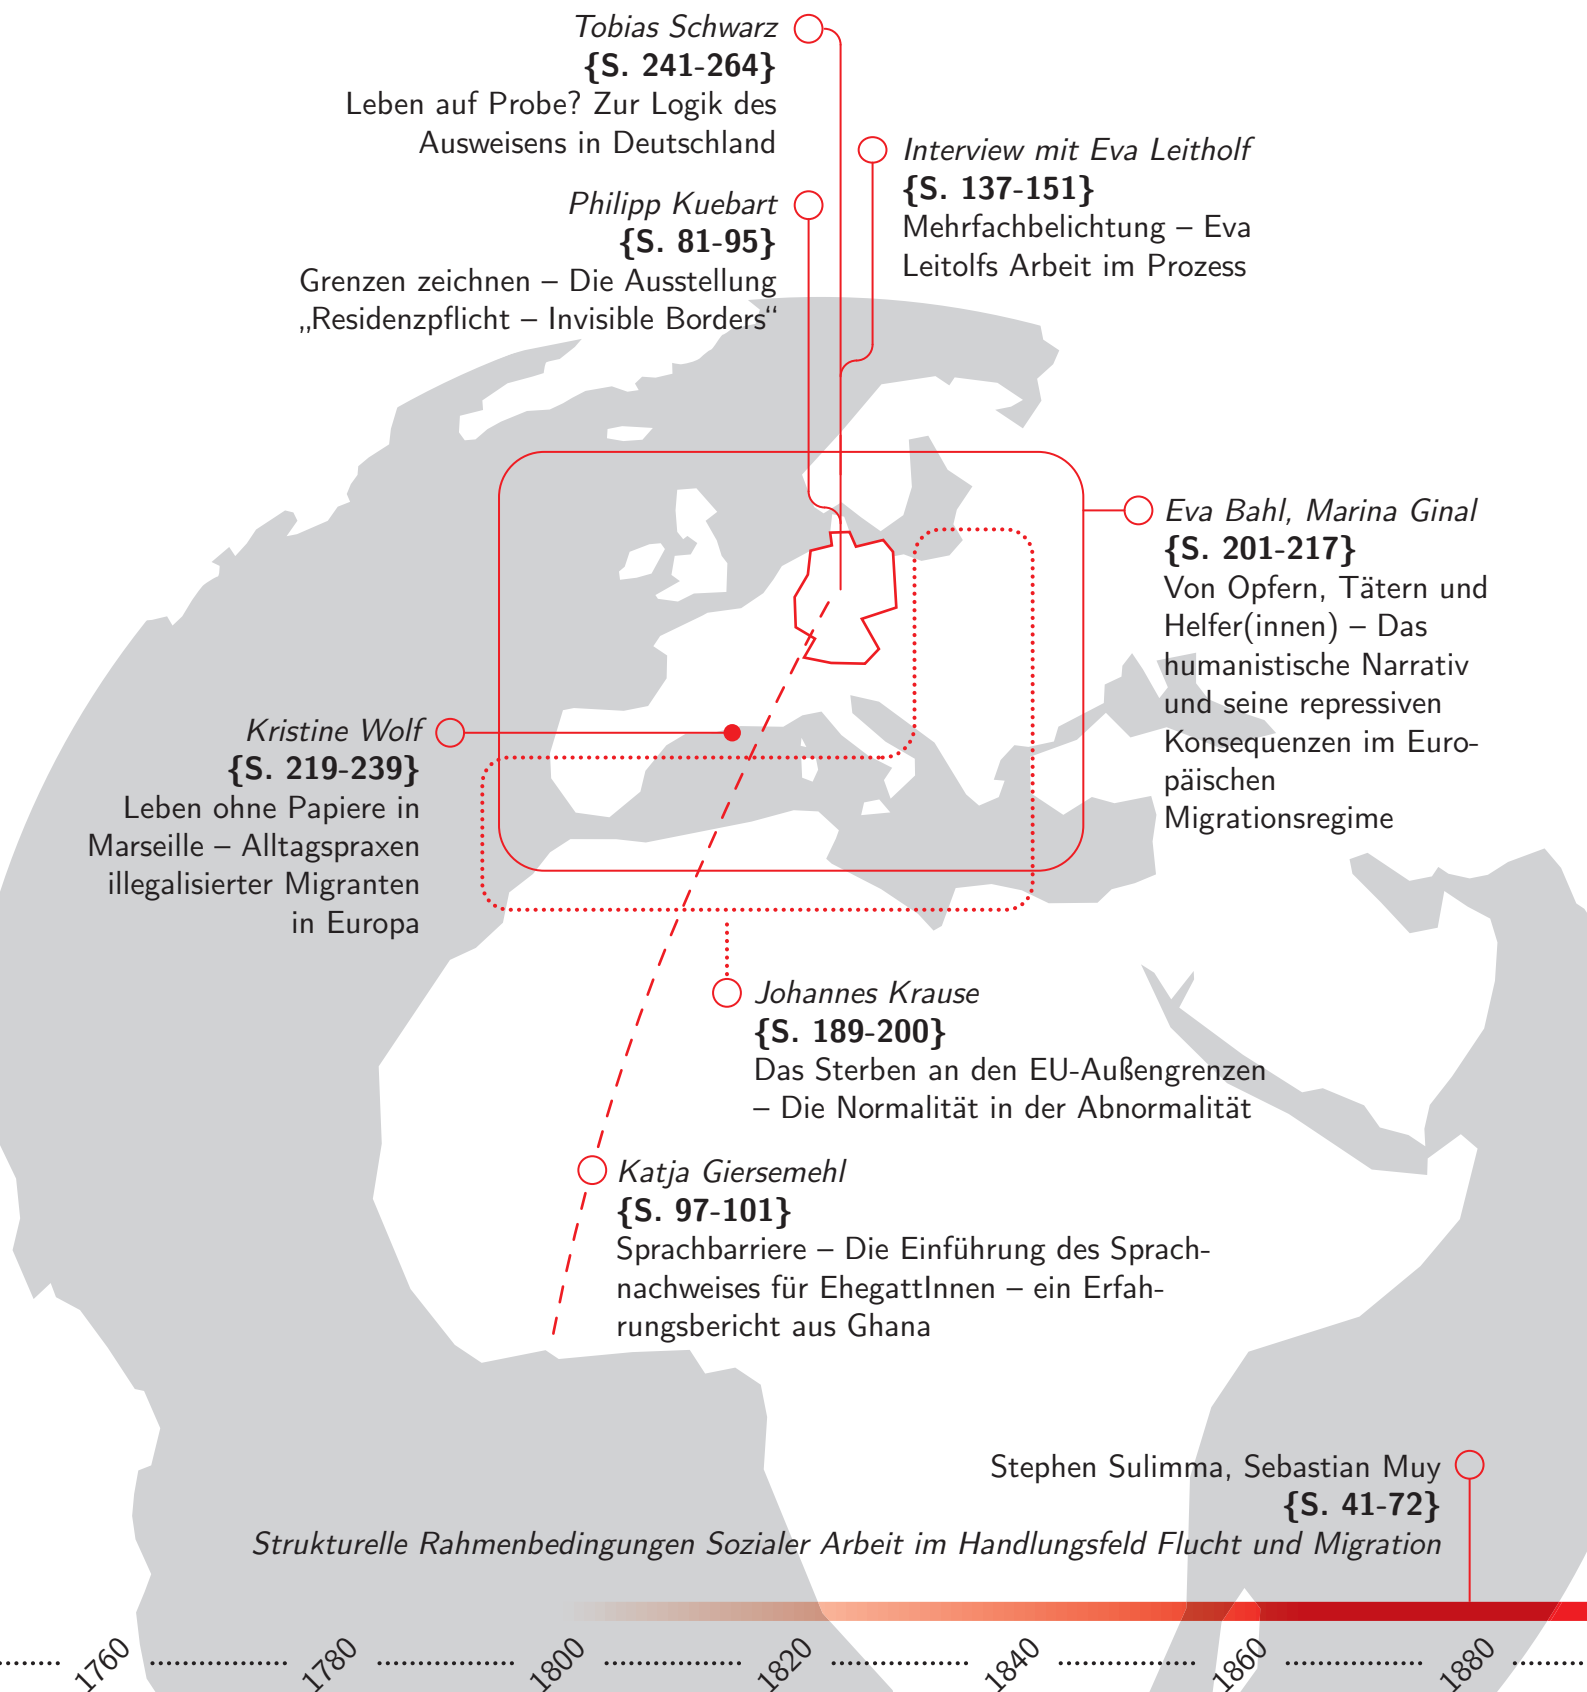 Tobias Schwarz
{S. 241-264}
Leben auf Probe? Zur Logik des
Ausweisens in Deutschland
Interview mit Eva Leitholf
{S. 137-151}
Mehrfachbelichtung – Eva
Leitolfs Arbeit im Prozess
Philipp Kuebart
{S. 81-95}
Grenzen zeichnen – Die Ausstellung
„Residenzpflicht – Invisible Borders“
Eva Bahl, Marina Ginal
{S. 201-217}
Von Opfern, Tätern und
Helfer(innen) – Das
humanistische Narrativ
und seine repressiven
Konsequenzen im Euro-
päischen
Migrationsregime
Kristine Wolf
{S. 219-239}
Leben ohne Papiere in
Marseille – Alltagspraxen
illegalisierter Migranten
in Europa
Johannes Krause
{S. 189-200}
Das Sterben an den EU-Außengrenzen
– Die Normalität in der Abnormalität
Katja Giersemehl
{S. 97-101}
Sprachbarriere – Die Einführung des Sprach-
nachweises für EhegattInnen – ein Erfah-
rungsbericht aus Ghana
Stephen Sulimma, Sebastian Muy
{S. 41-72}
Strukturelle Rahmenbedingungen Sozialer Arbeit im Handlungsfeld Flucht und Migration
1760 1780 1800 1820 1840 1860 1880